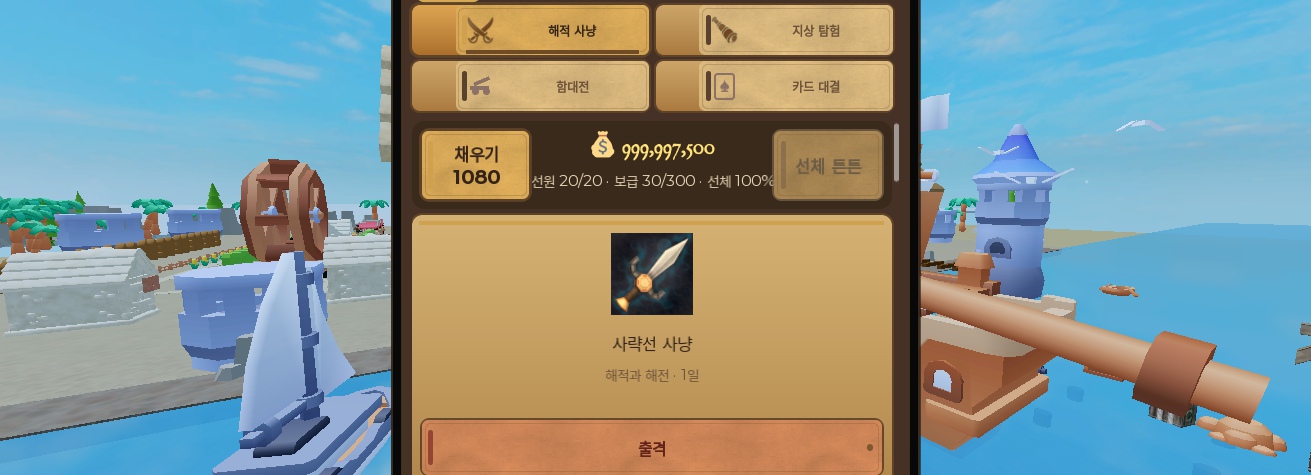 해적 사냥
지상 탐험
함대전
카드 대결
채우기
1080
999,997,500
선원 20/20 · 보급 30/300 · 선체 100%
선체 튼튼
사략선 사냥
해적과 해전 · 1일
출격